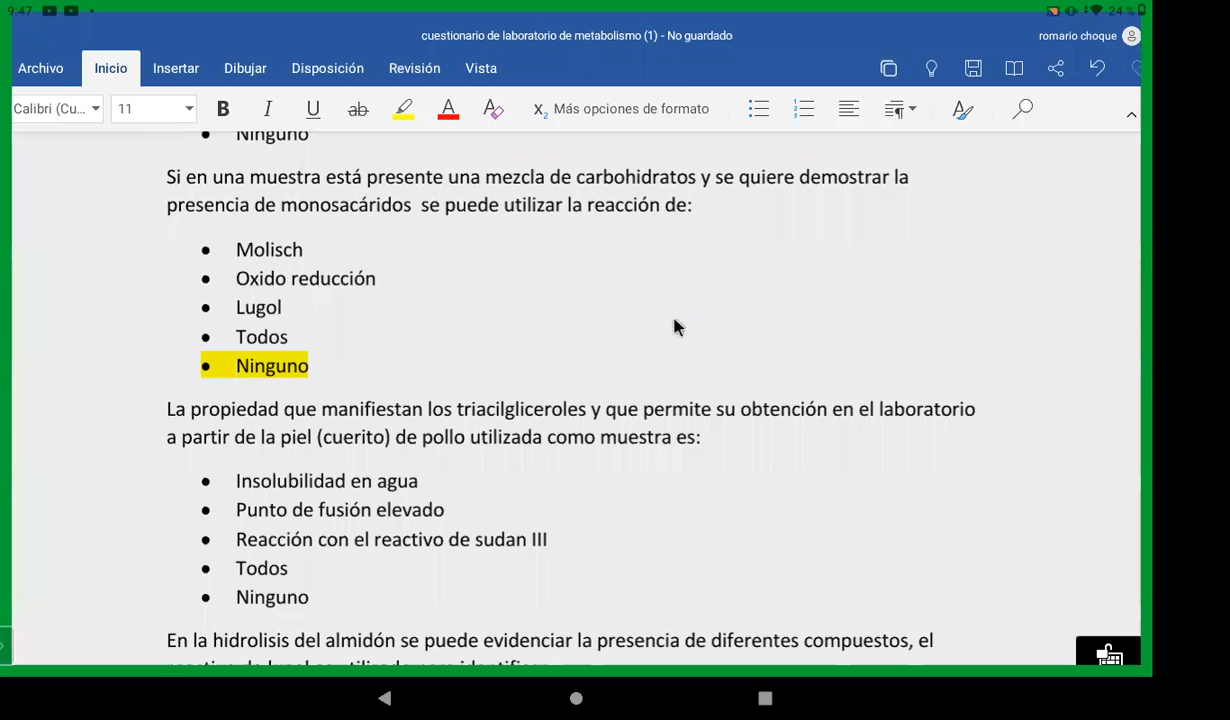 9:47
24 %
cuestionario de laboratorio de metabolismo (1) - No guardado
romario choque
Archivo Inicio Insertar Dibujar Disposición Revisión Vista
Calibri (Cu... 11 B I U ab A A X₂ Más opciones de formato
• Ninguno
Si en una muestra está presente una mezcla de carbohidratos y se quiere demostrar la
presencia de monosacáridos se puede utilizar la reacción de:
• Molisch
• Oxido reducción
• Lugol
• Todos
• Ninguno
La propiedad que manifiestan los triacilgliceroles y que permite su obtención en el laboratorio
a partir de la piel (cuerito) de pollo utilizada como muestra es:
• Insolubilidad en agua
• Punto de fusión elevado
• Reacción con el reactivo de sudan III
• Todos
• Ninguno
En la hidrolisis del almidón se puede evidenciar la presencia de diferentes compuestos, el